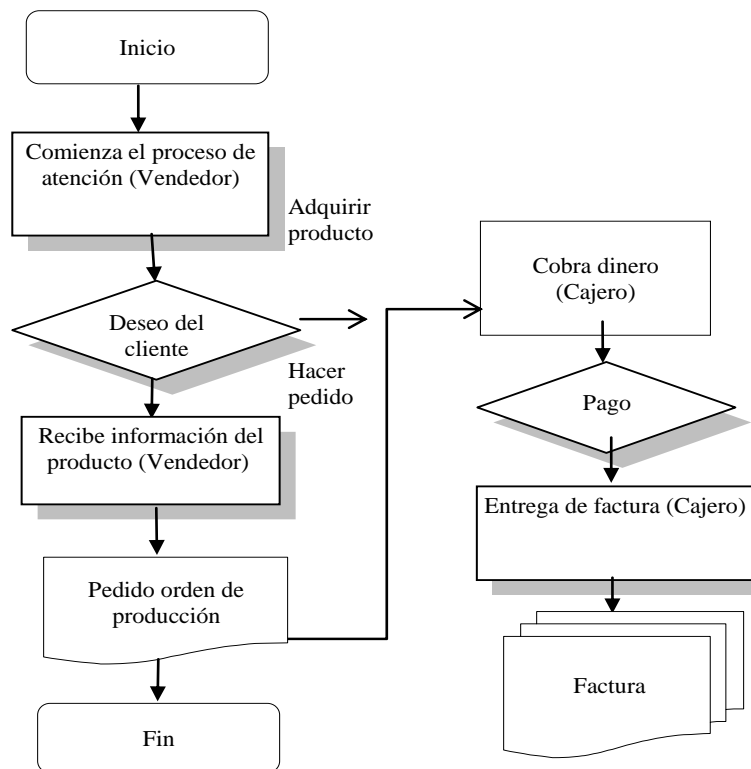 Inicio
Comienza el proceso de
atención (Vendedor)
Adquirir
producto
Deseo del
cliente
Hacer
pedido
Recibe información del
producto (Vendedor)
Pedido orden de
producción
Fin
Cobra dinero
(Cajero)
Pago
Entrega de factura (Cajero)
Factura